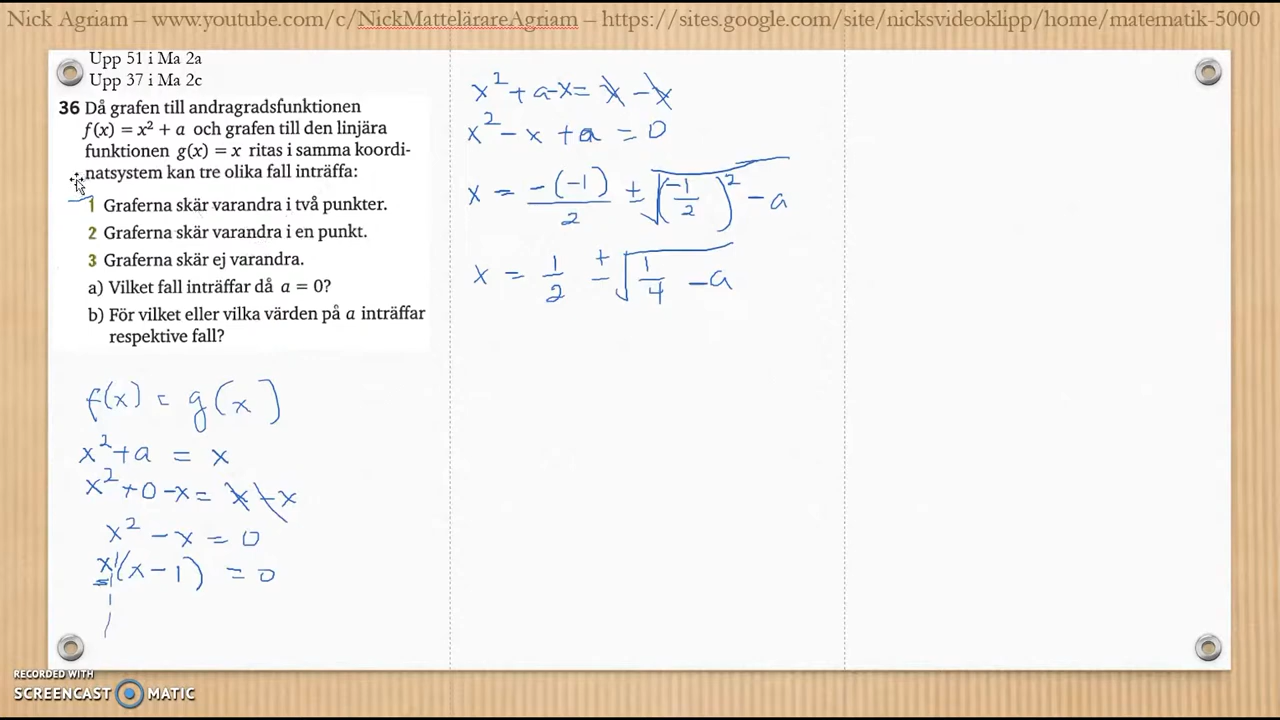 Nick Agriam – www.youtube.com/c/NickMattelärareAgriam – https://sites.google.com/site/nicksvideoklipp/home/matematik-5000
Upp 51 i Ma 2a
Upp 37 i Ma 2c
36 Då grafen till andragradsfunktionen
f(x) = x² + a och grafen till den linjära
funktionen g(x) = x ritas i samma koordi-
natsystem kan tre olika fall inträffa:
1 Graferna skär varandra i två punkter.
2 Graferna skär varandra i en punkt.
3 Graferna skär ej varandra.
a) Vilket fall inträffar då a = 0?
b) För vilket eller vilka värden på a inträffar
respektive fall?
f(x) = g(x)
x² + a = x
x² + 0 - x = x - x
x² - x = 0
x(x - 1) = 0
x² + a - x = x - x
x² - x + a = 0
x = -(-1)/2 ± √((-1/2)² - a)
x = 1/2 ± √(1/4 - a)
RECORDED WITH
SCREENCAST MATIC